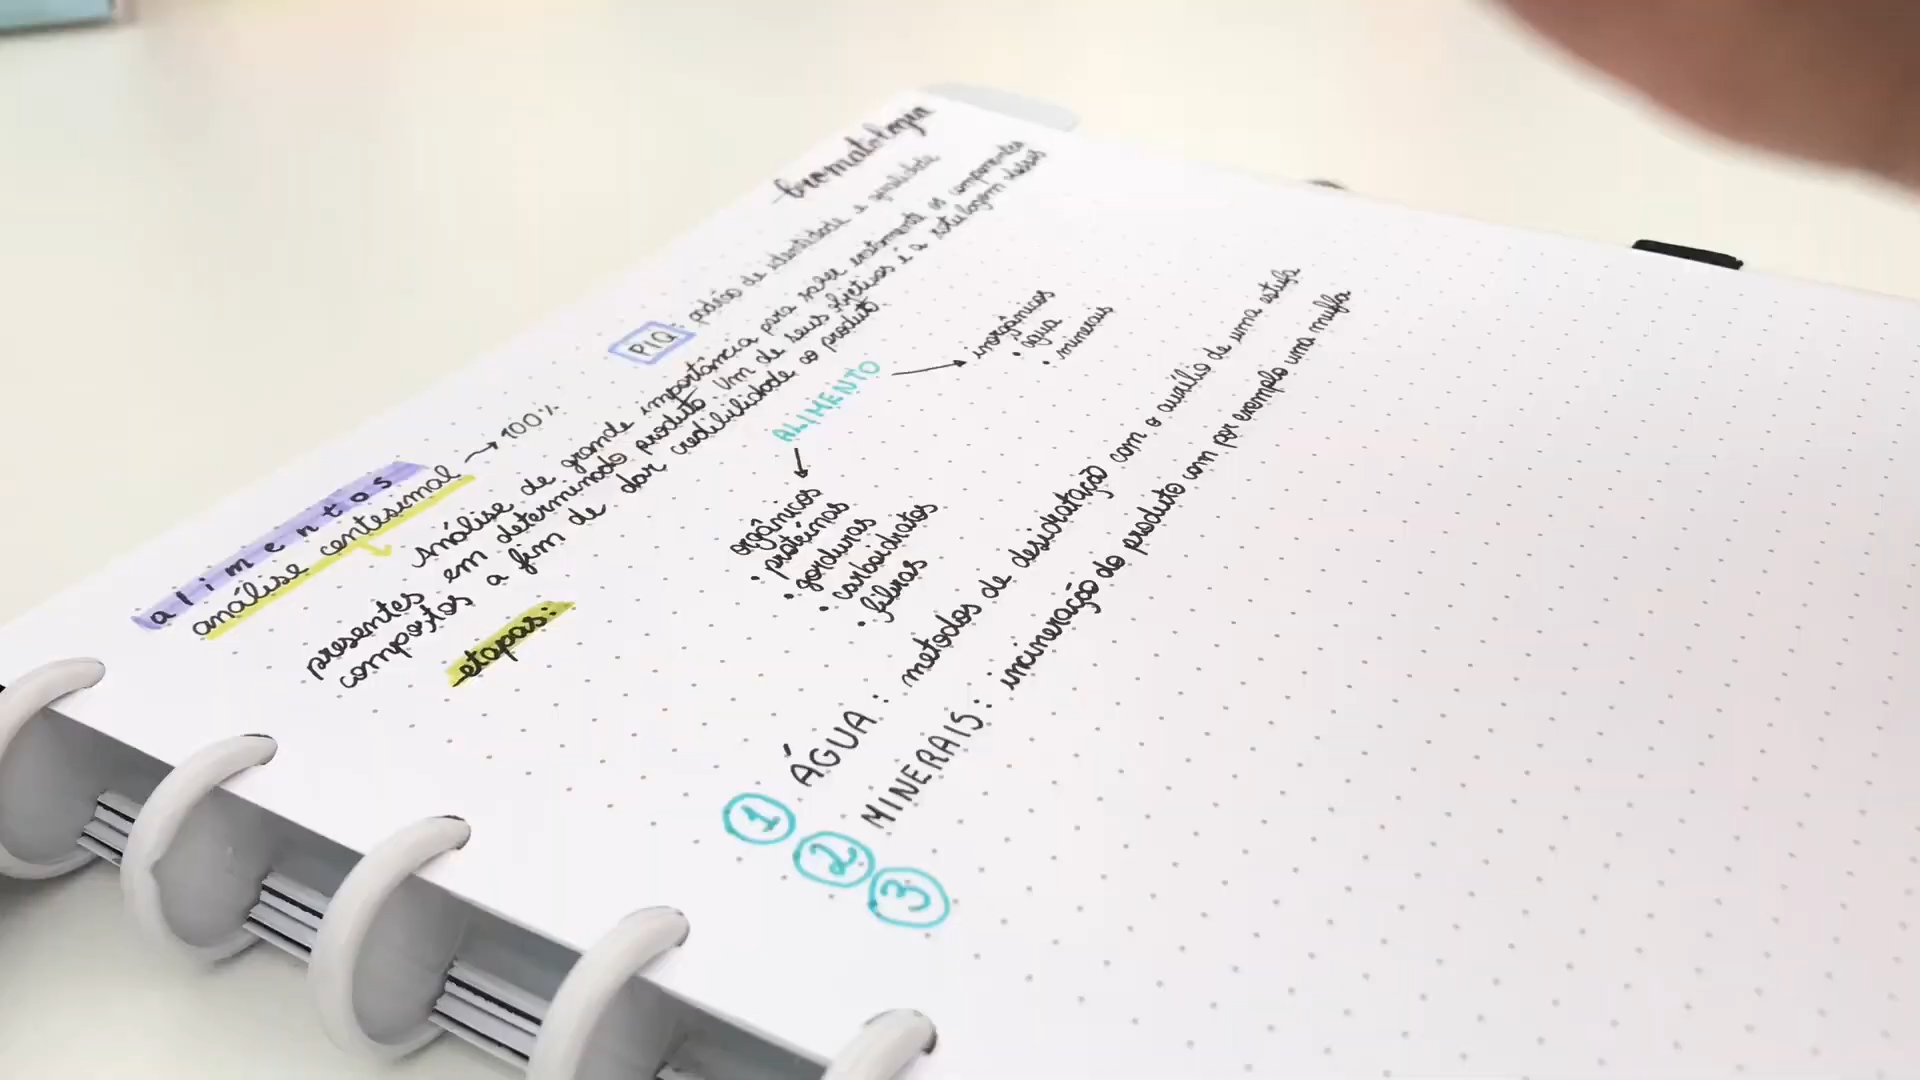 bromatologia
alimentos
análise centesimal → 100%
PIQ: padrão de identidade e qualidade
análise de grande importância para saber exatamente os componentes
presentes em determinado produto. Um de seus objetivos é a rotulagem desses
compostos a fim de dar credibilidade ao produto.
etapas:
ALIMENTO
inorgânicos
• água
• minerais
orgânicos
• proteínas
• gorduras
• carboidratos
• fibras
1 ÁGUA: metodos de desidratação com o auxílio de uma estufa
2 MINERAIS: incineração do produto com por exemplo uma muffa
3